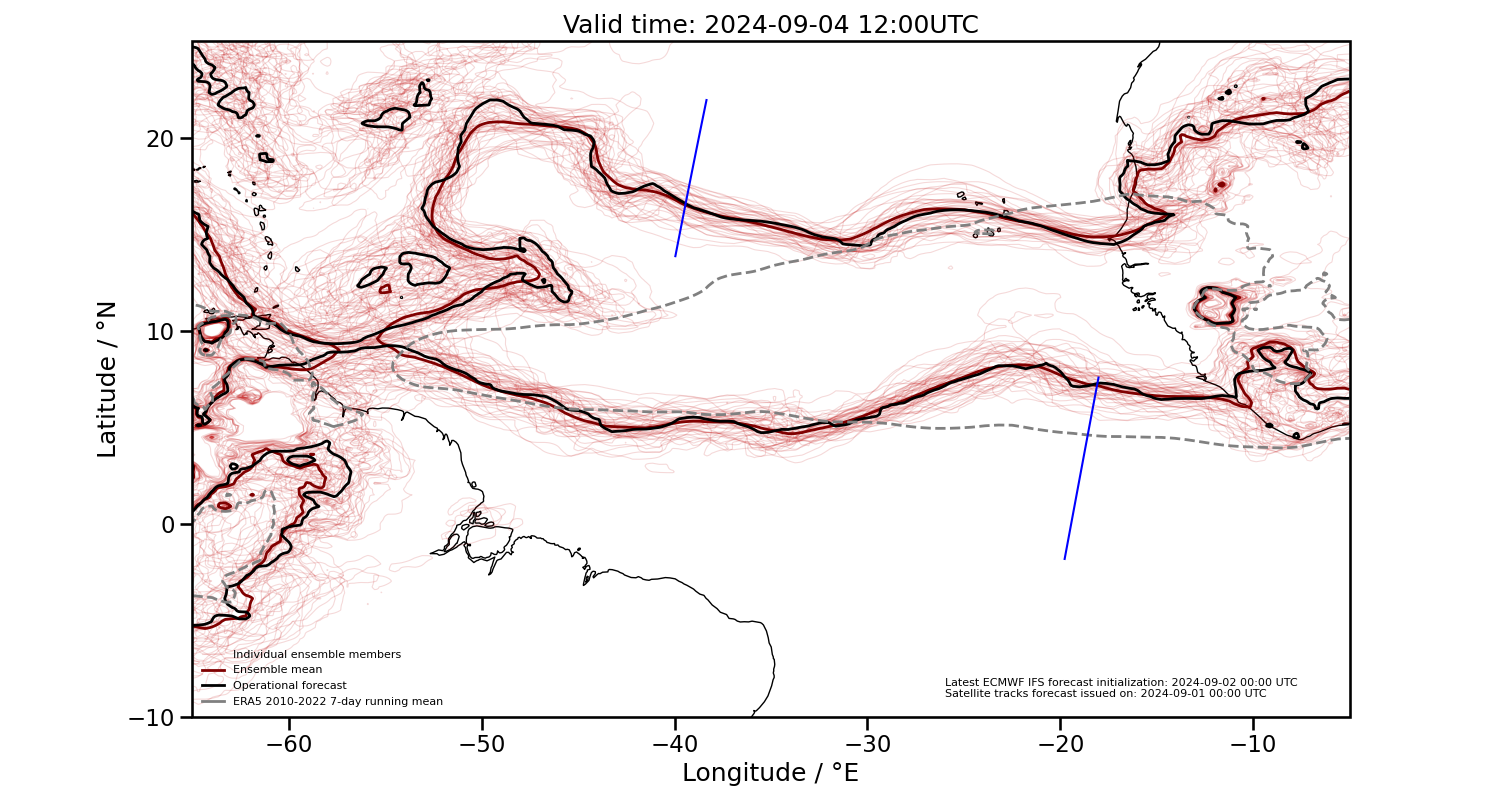 Valid time: 2024-09-04 12:00UTC
20
10
0
−10
Latitude / °N
Individual ensemble members
Ensemble mean
Operational forecast
ERA5 2010-2022 7-day running mean
Latest ECMWF IFS forecast initialization: 2024-09-02 00:00 UTC
Satellite tracks forecast issued on: 2024-09-01 00:00 UTC
−60 −50 −40 −30 −20 −10
Longitude / °E